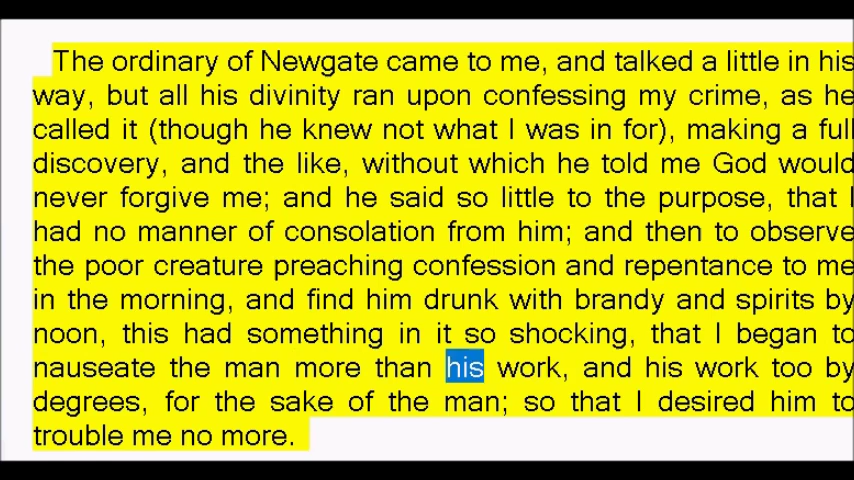 The ordinary of Newgate came to me, and talked a little in his
way, but all his divinity ran upon confessing my crime, as he
called it (though he knew not what I was in for), making a full
discovery, and the like, without which he told me God would
never forgive me; and he said so little to the purpose, that I
had no manner of consolation from him; and then to observe
the poor creature preaching confession and repentance to me
in the morning, and find him drunk with brandy and spirits by
noon, this had something in it so shocking, that I began to
nauseate the man more than his work, and his work too by
degrees, for the sake of the man; so that I desired him to
trouble me no more.